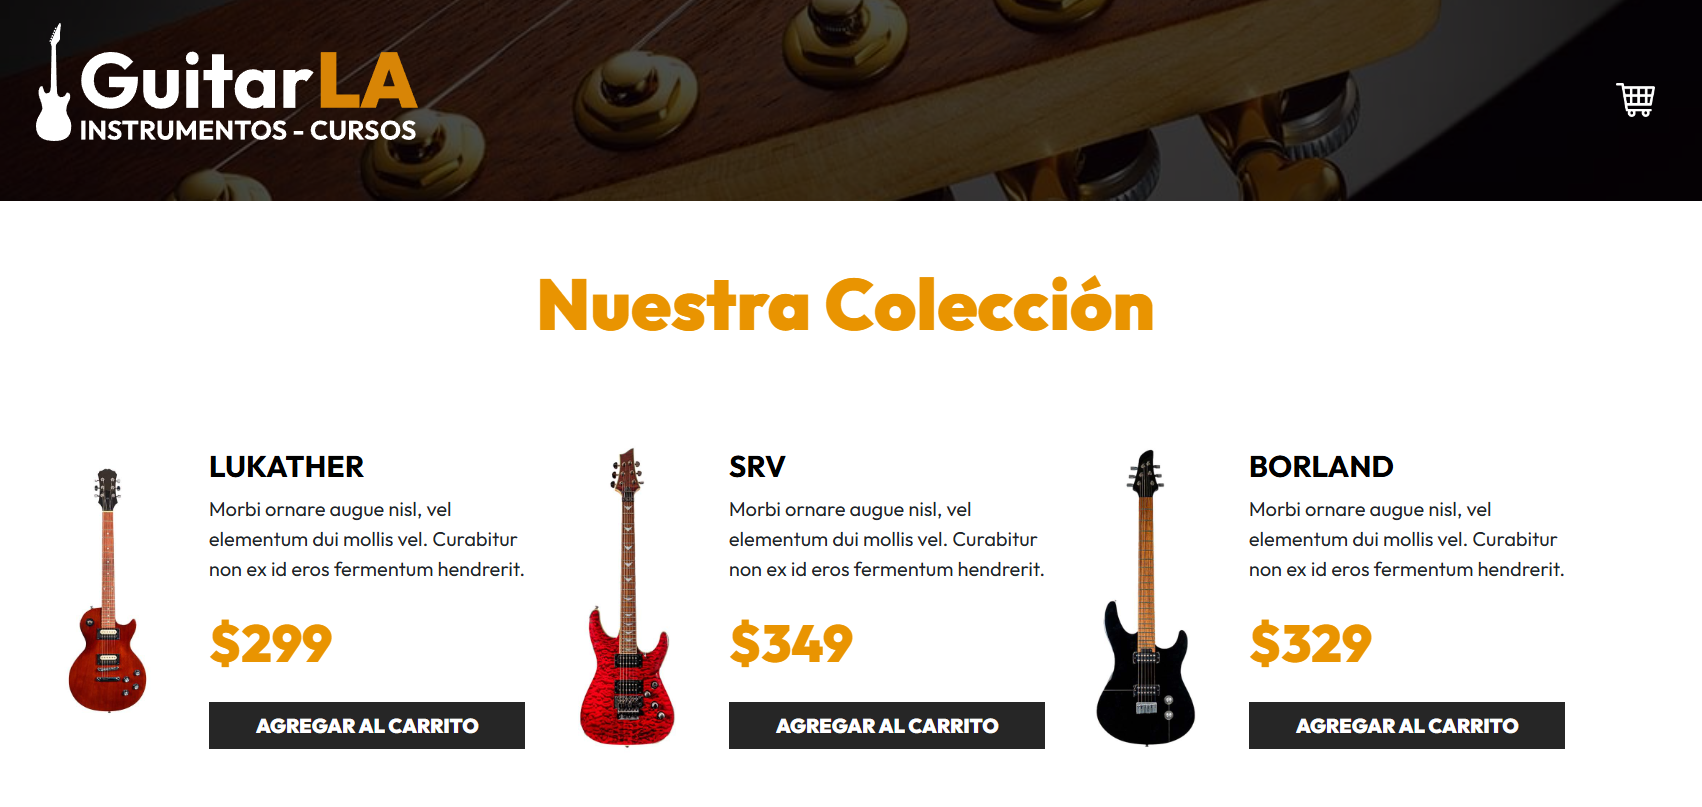 GuitarLA
INSTRUMENTOS - CURSOS
Nuestra Colección
LUKATHER
Morbi ornare augue nisl, vel
elementum dui mollis vel. Curabitur
non ex id eros fermentum hendrerit.
$299
AGREGAR AL CARRITO
SRV
Morbi ornare augue nisl, vel
elementum dui mollis vel. Curabitur
non ex id eros fermentum hendrerit.
$349
AGREGAR AL CARRITO
BORLAND
Morbi ornare augue nisl, vel
elementum dui mollis vel. Curabitur
non ex id eros fermentum hendrerit.
$329
AGREGAR AL CARRITO